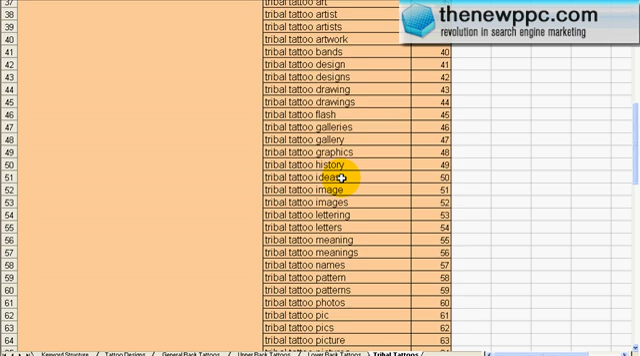 thenewppc.com
revolution in search engine marketing
37 tribal tattoo art
38 tribal tattoo artist
39 tribal tattoo artists
40 tribal tattoo artwork
41 tribal tattoo bands 40
42 tribal tattoo design 41
43 tribal tattoo designs 42
44 tribal tattoo drawing 43
45 tribal tattoo drawings 44
46 tribal tattoo flash 45
47 tribal tattoo galleries 46
48 tribal tattoo gallery 47
49 tribal tattoo graphics 48
50 tribal tattoo history 49
51 tribal tattoo ideas 50
52 tribal tattoo image 51
53 tribal tattoo images 52
54 tribal tattoo lettering 53
55 tribal tattoo letters 54
56 tribal tattoo meaning 55
57 tribal tattoo meanings 56
58 tribal tattoo names 57
59 tribal tattoo pattern 58
60 tribal tattoo patterns 59
61 tribal tattoo photos 60
62 tribal tattoo pic 61
63 tribal tattoo pics 62
64 tribal tattoo picture 63
Keyword Structure / Tattoo Designs / General Back Tattoos / Upper Back Tattoos / Lower Back Tattoos \ Tribal Tattoos /